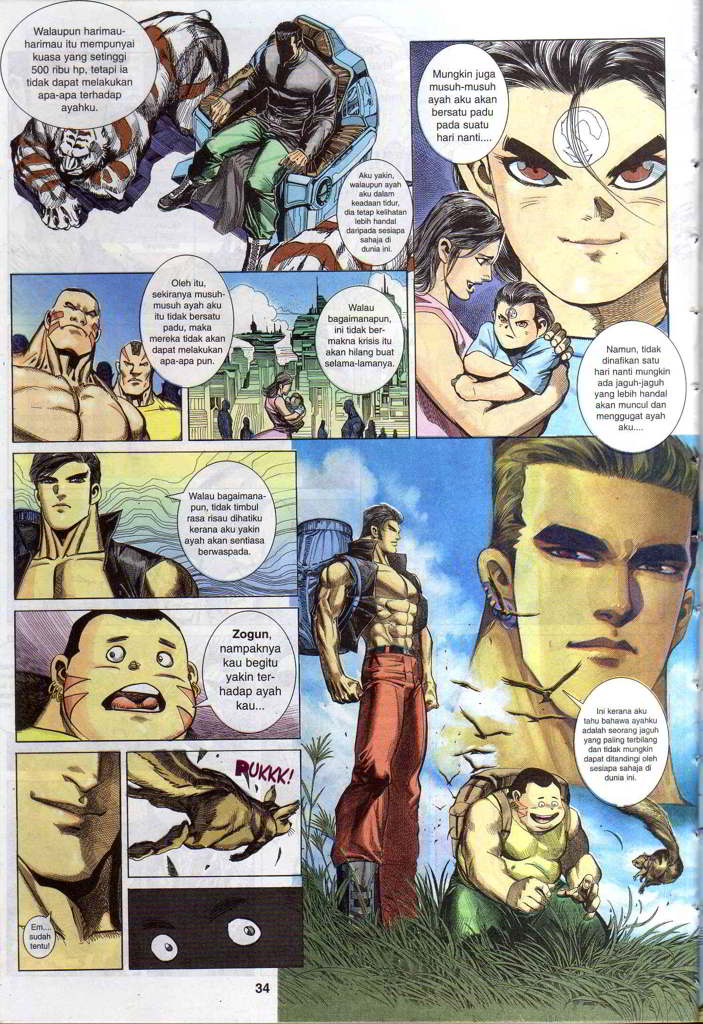 Walaupun harimau-
harimau itu mempunyai
kuasa yang setinggi
500 ribu hp, tetapi ia
tidak dapat melakukan
apa-apa terhadap
ayahku.
Aku yakin,
walaupun ayah
aku dalam
keadaan tidur,
dia tetap kelihatan
lebih handal
daripada sesiapa
sahaja di
dunia ini.
Mungkin juga
musuh-musuh
ayah aku akan
bersatu padu
pada suatu
hari nanti....
Namun, tidak
dinafikan satu
hari nanti mungkin
ada jaguh-jaguh
yang lebih handal
akan muncul dan
menggugat ayah
aku....
Oleh itu,
sekiranya musuh-
musuh ayah aku
itu tidak bersatu
padu, maka
mereka tidak akan
dapat melakukan
apa-apa pun.
Walau
bagaimanapun,
ini tidak ber-
makna krisis itu
akan hilang buat
selama-lamanya.
Walau bagaimana-
pun, tidak timbul
rasa risau dihatiku
kerana aku yakin
ayah akan sentiasa
berwaspada.
Zogun,
nampaknya
kau begitu
yakin ter-
hadap ayah
kau...
Ini kerana aku
tahu bahawa ayahku
adalah seorang jaguh
yang paling terbilang
dan tidak mungkin
dapat ditandingi oleh
sesiapa sahaja di
dunia ini.
Em....
sudah
tentu!
RUKKK!
34